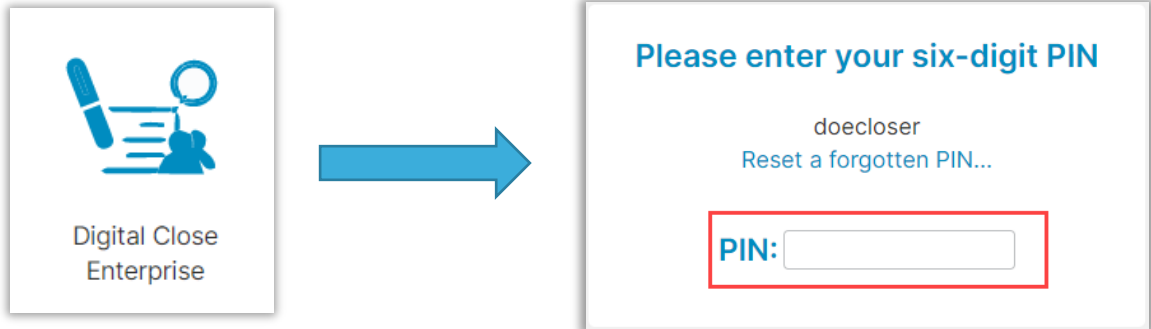 Digital Close
Enterprise
Please enter your six-digit PIN
doecloser
Reset a forgotten PIN...
PIN: